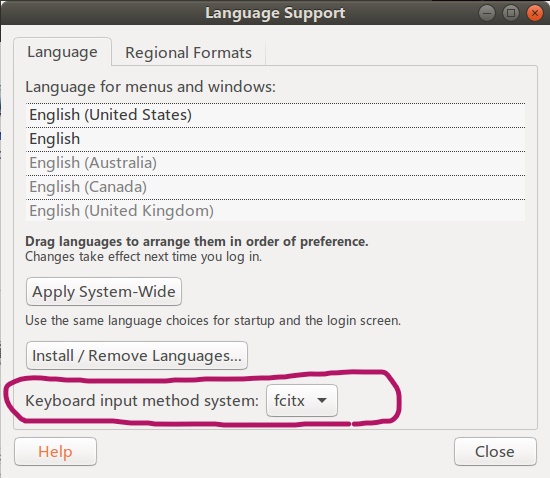 Language Support
Language
Regional Formats
Language for menus and windows:
English (United States)
English
English (Australia)
English (Canada)
English (United Kingdom)
Drag languages to arrange them in order of preference.
Changes take effect next time you log in.
Apply System-Wide
Use the same language choices for startup and the login screen.
Install / Remove Languages...
Keyboard input method system: fcitx
Help
Close